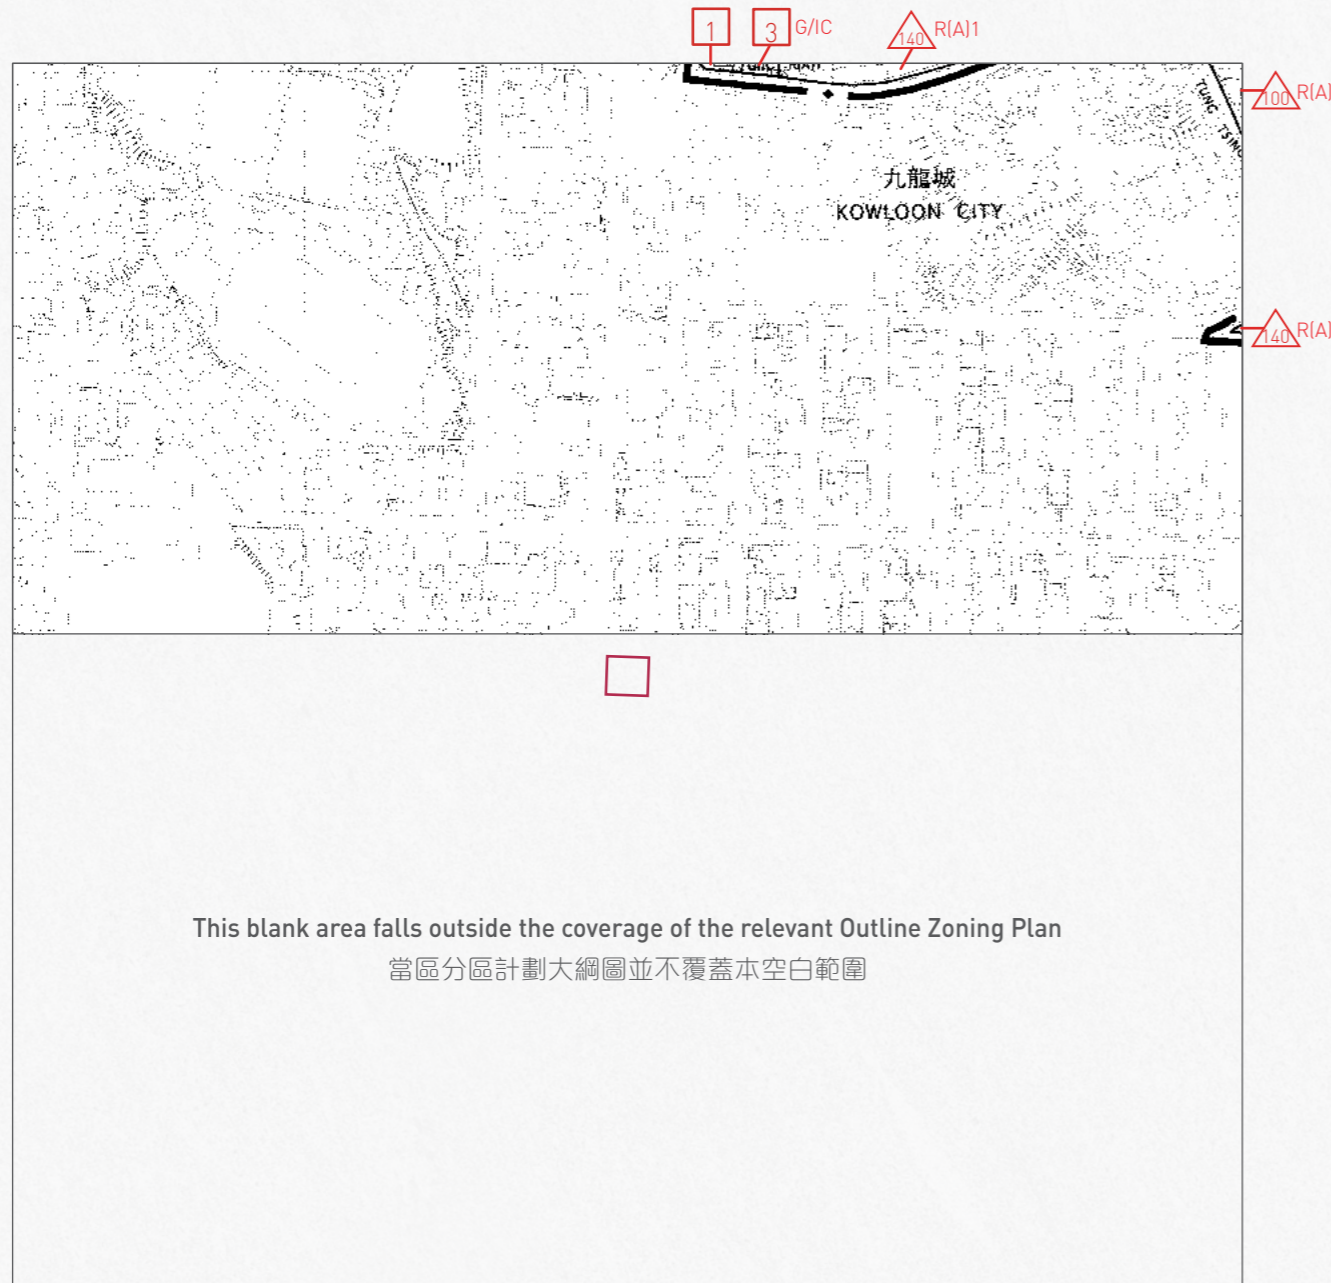 1
3 G/IC
140 R(A)1
100 R(A)
TUNG TSING
九龍城
KOWLOON CITY
140 R(A)
This blank area falls outside the coverage of the relevant Outline Zoning Plan
當區分區計劃大綱圖並不覆蓋本空白範圍